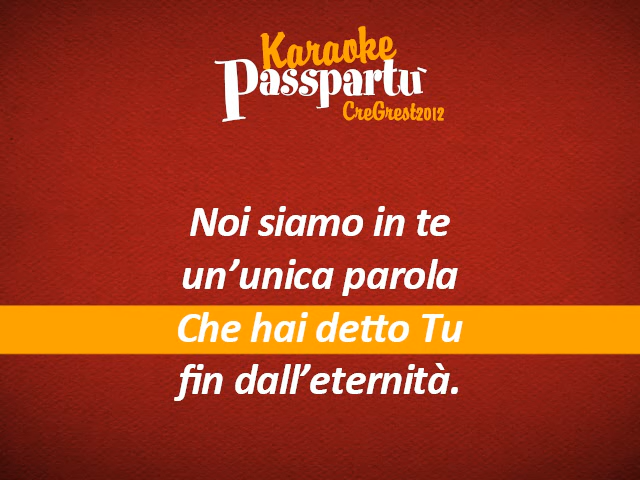 Karaoke
Passpartù
CreGrest2012
Noi siamo in te
un’unica parola
Che hai detto Tu
fin dall’eternità.